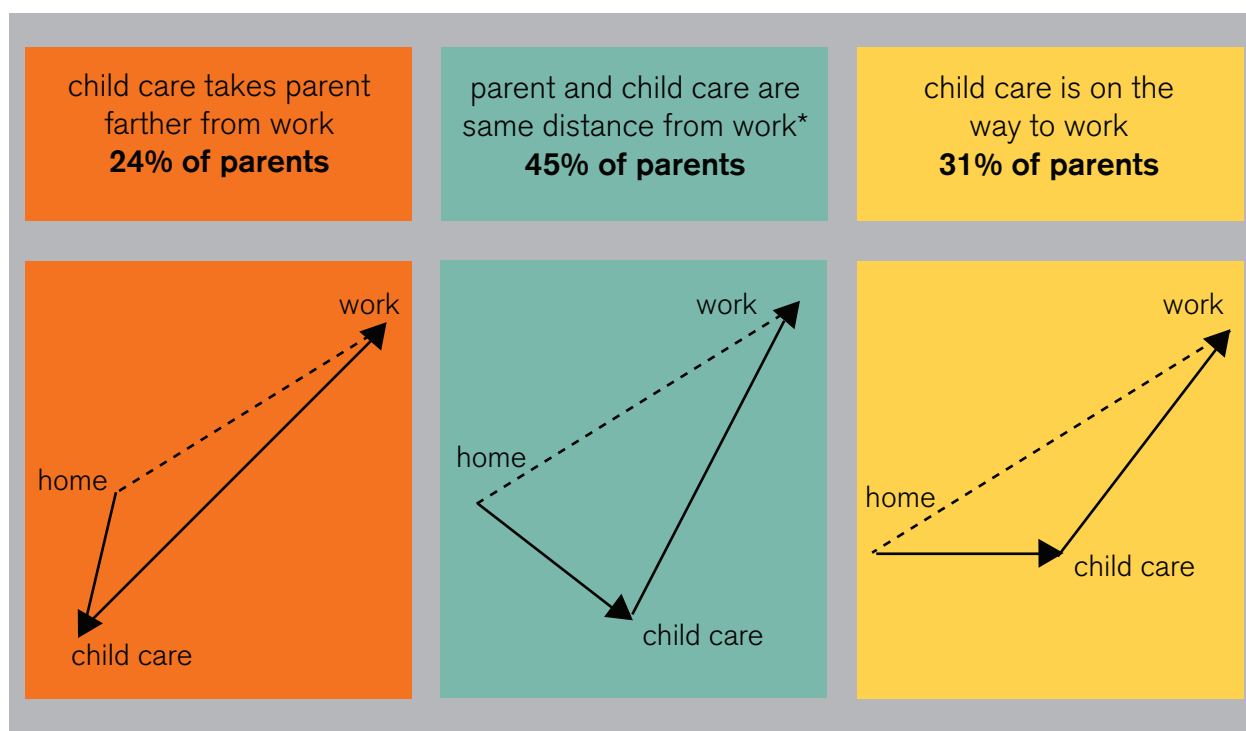 child care takes parent
farther from work
24% of parents
parent and child care are
same distance from work*
45% of parents
child care is on the
way to work
31% of parents
work
home
child care
work
home
child care
work
home
child care